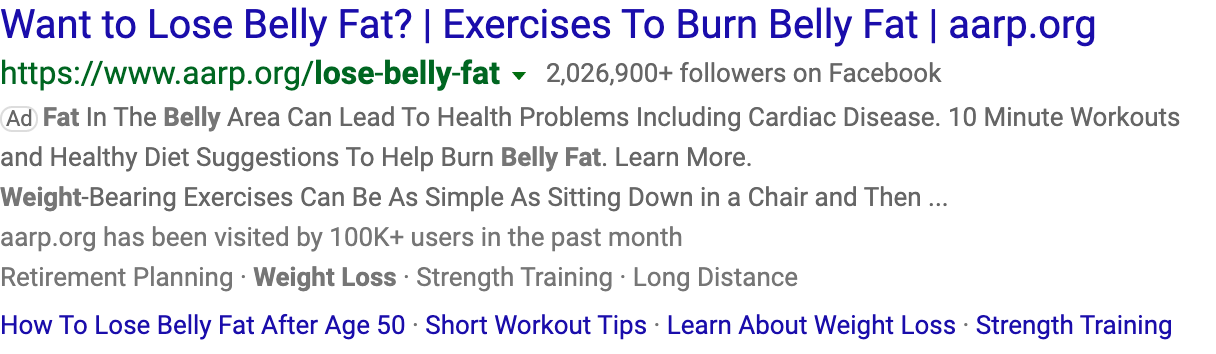 Want to Lose Belly Fat? | Exercises To Burn Belly Fat | aarp.org
https://www.aarp.org/lose-belly-fat 2,026,900+ followers on Facebook
Ad Fat In The Belly Area Can Lead To Health Problems Including Cardiac Disease. 10 Minute Workouts
and Healthy Diet Suggestions To Help Burn Belly Fat. Learn More.
Weight-Bearing Exercises Can Be As Simple As Sitting Down in a Chair and Then ...
aarp.org has been visited by 100K+ users in the past month
Retirement Planning · Weight Loss · Strength Training · Long Distance
How To Lose Belly Fat After Age 50 · Short Workout Tips · Learn About Weight Loss · Strength Training